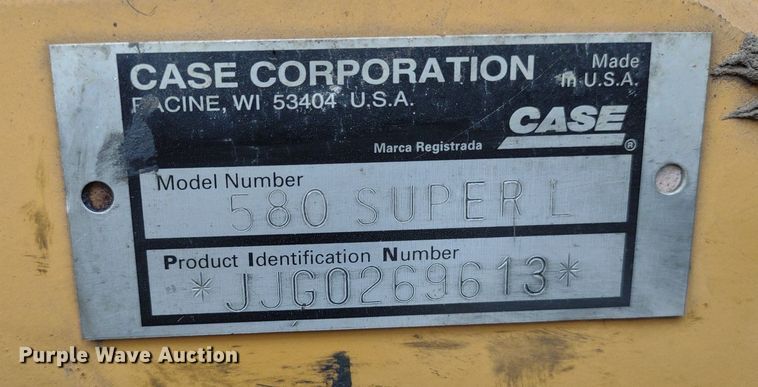 CASE CORPORATION
RACINE, WI 53404 U.S.A.
Made
in U.S.A.
CASE
Marca Registrada ®
Model Number
580 SUPER L
Product Identification Number
*JJG0269613*
Purple Wave Auction